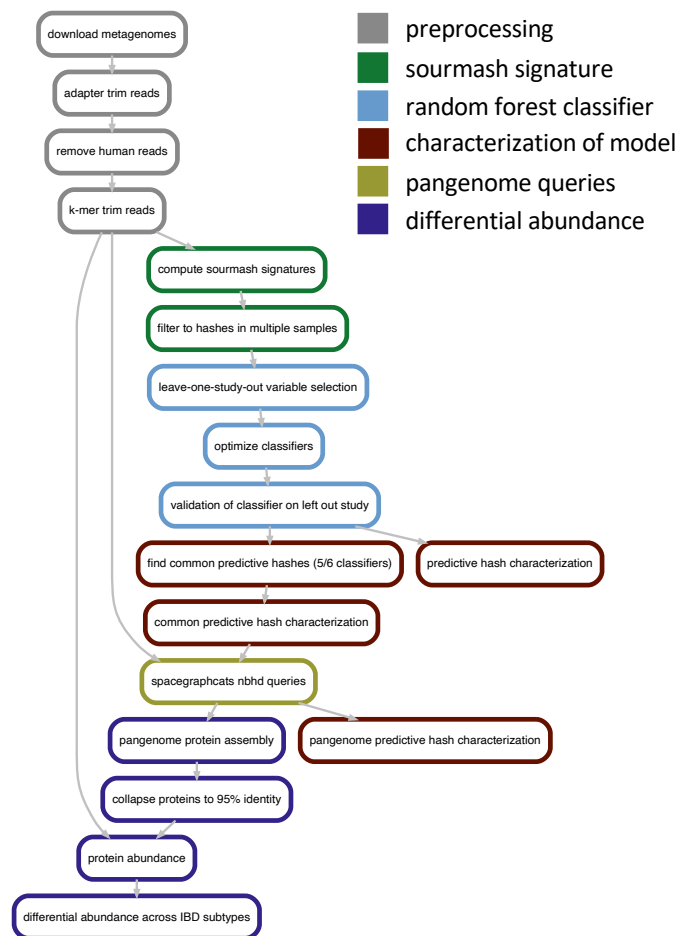 download metagenomes
preprocessing
sourmash signature
adapter trim reads
random forest classifier
remove human reads
characterization of model
pangenome queries
k-mer trim reads
differential abundance
compute sourmash signatures
filter to hashes in multiple samples
leave-one-study-out variable selection
optimize classifiers
validation of classifier on left out study
find common predictive hashes (5/6 classifiers)
predictive hash characterization
common predictive hash characterization
spacegraphcats nbhd queries
pangenome protein assembly
pangenome predictive hash characterization
collapse proteins to 95% identity
protein abundance
differential abundance across IBD subtypes